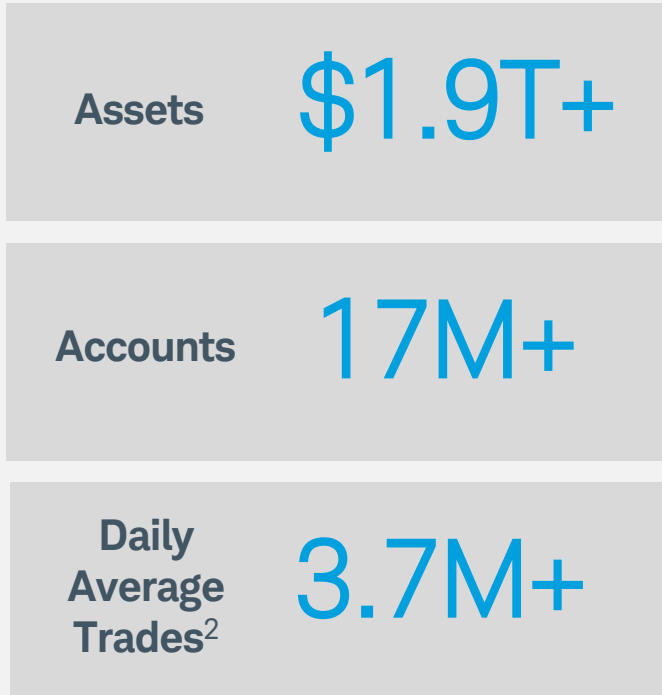 Assets $1.9T+
Accounts 17M+
Daily
Average
Trades² 3.7M+